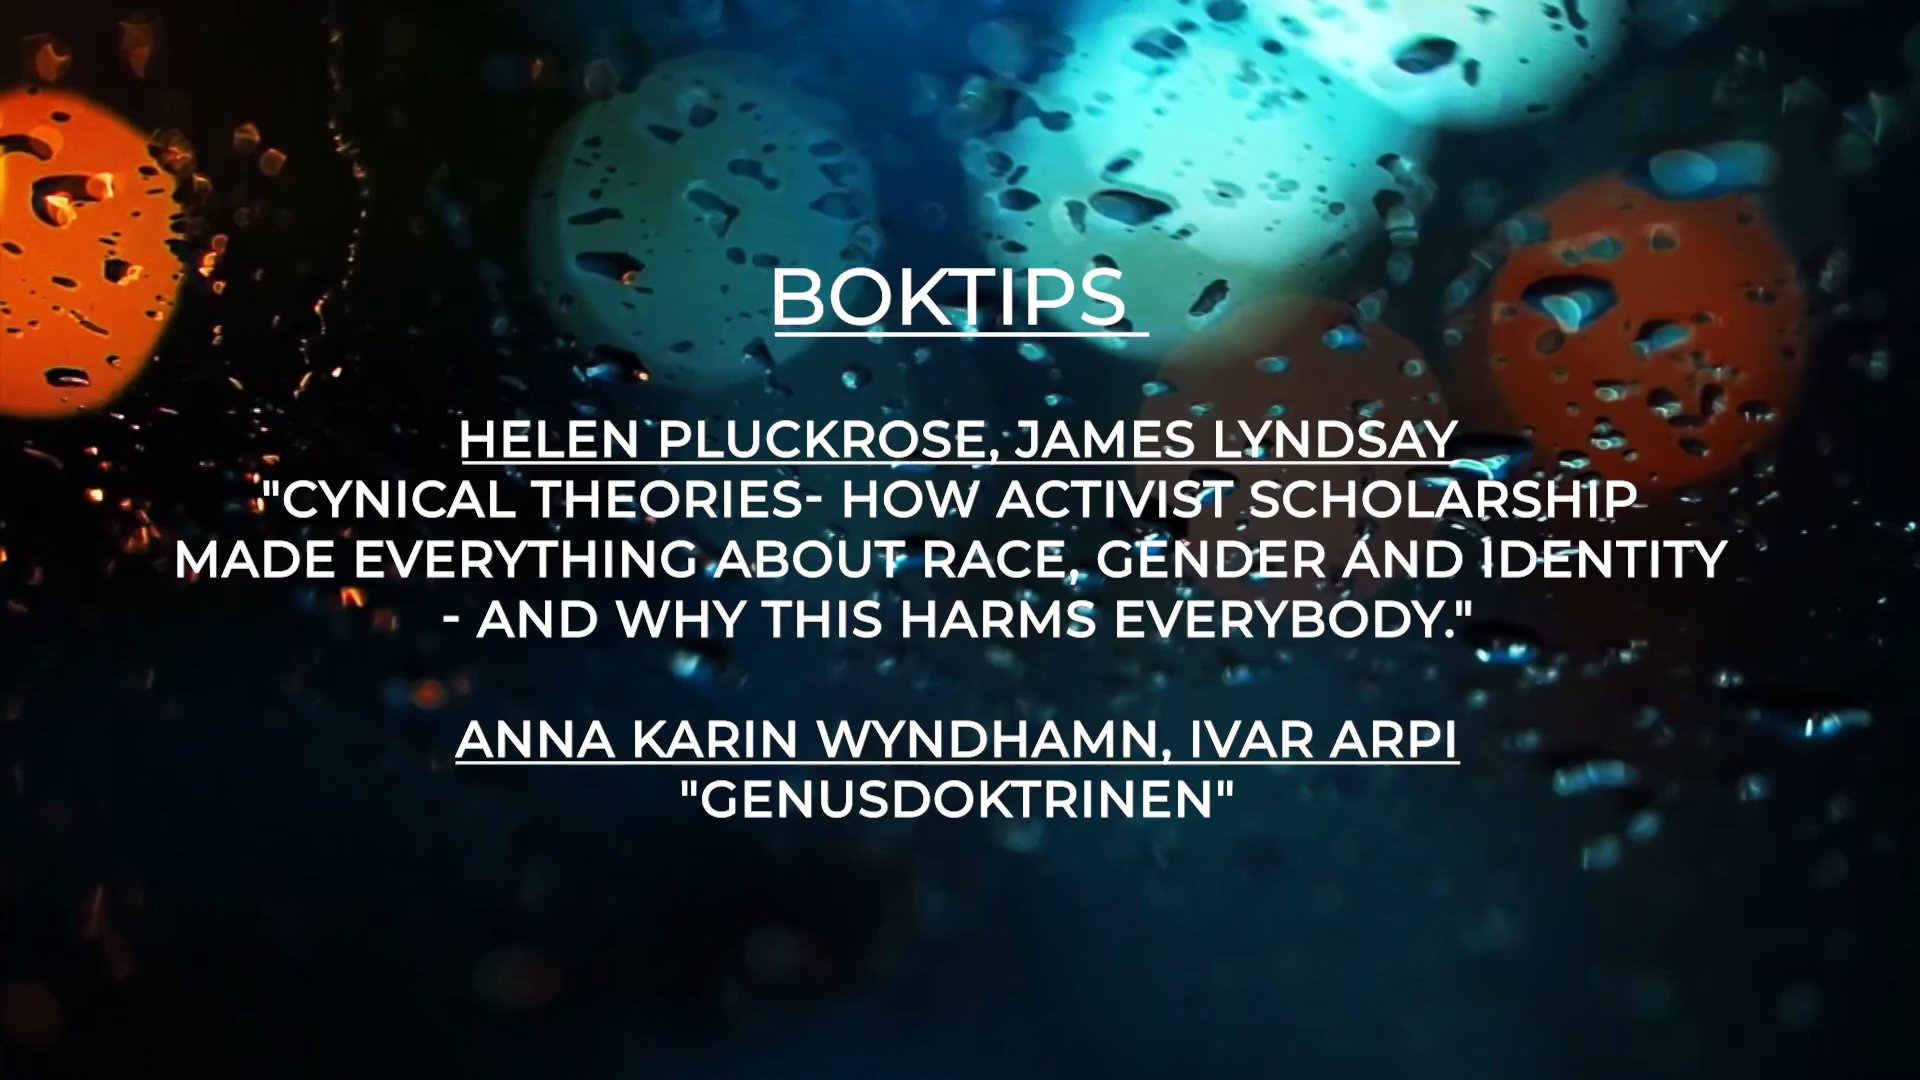 BOKTIPS
HELEN PLUCKROSE, JAMES LYNDSAY
"CYNICAL THEORIES- HOW ACTIVIST SCHOLARSHIP
MADE EVERYTHING ABOUT RACE, GENDER AND IDENTITY
- AND WHY THIS HARMS EVERYBODY."
ANNA KARIN WYNDHAMN, IVAR ARPI
"GENUSDOKTRINEN"